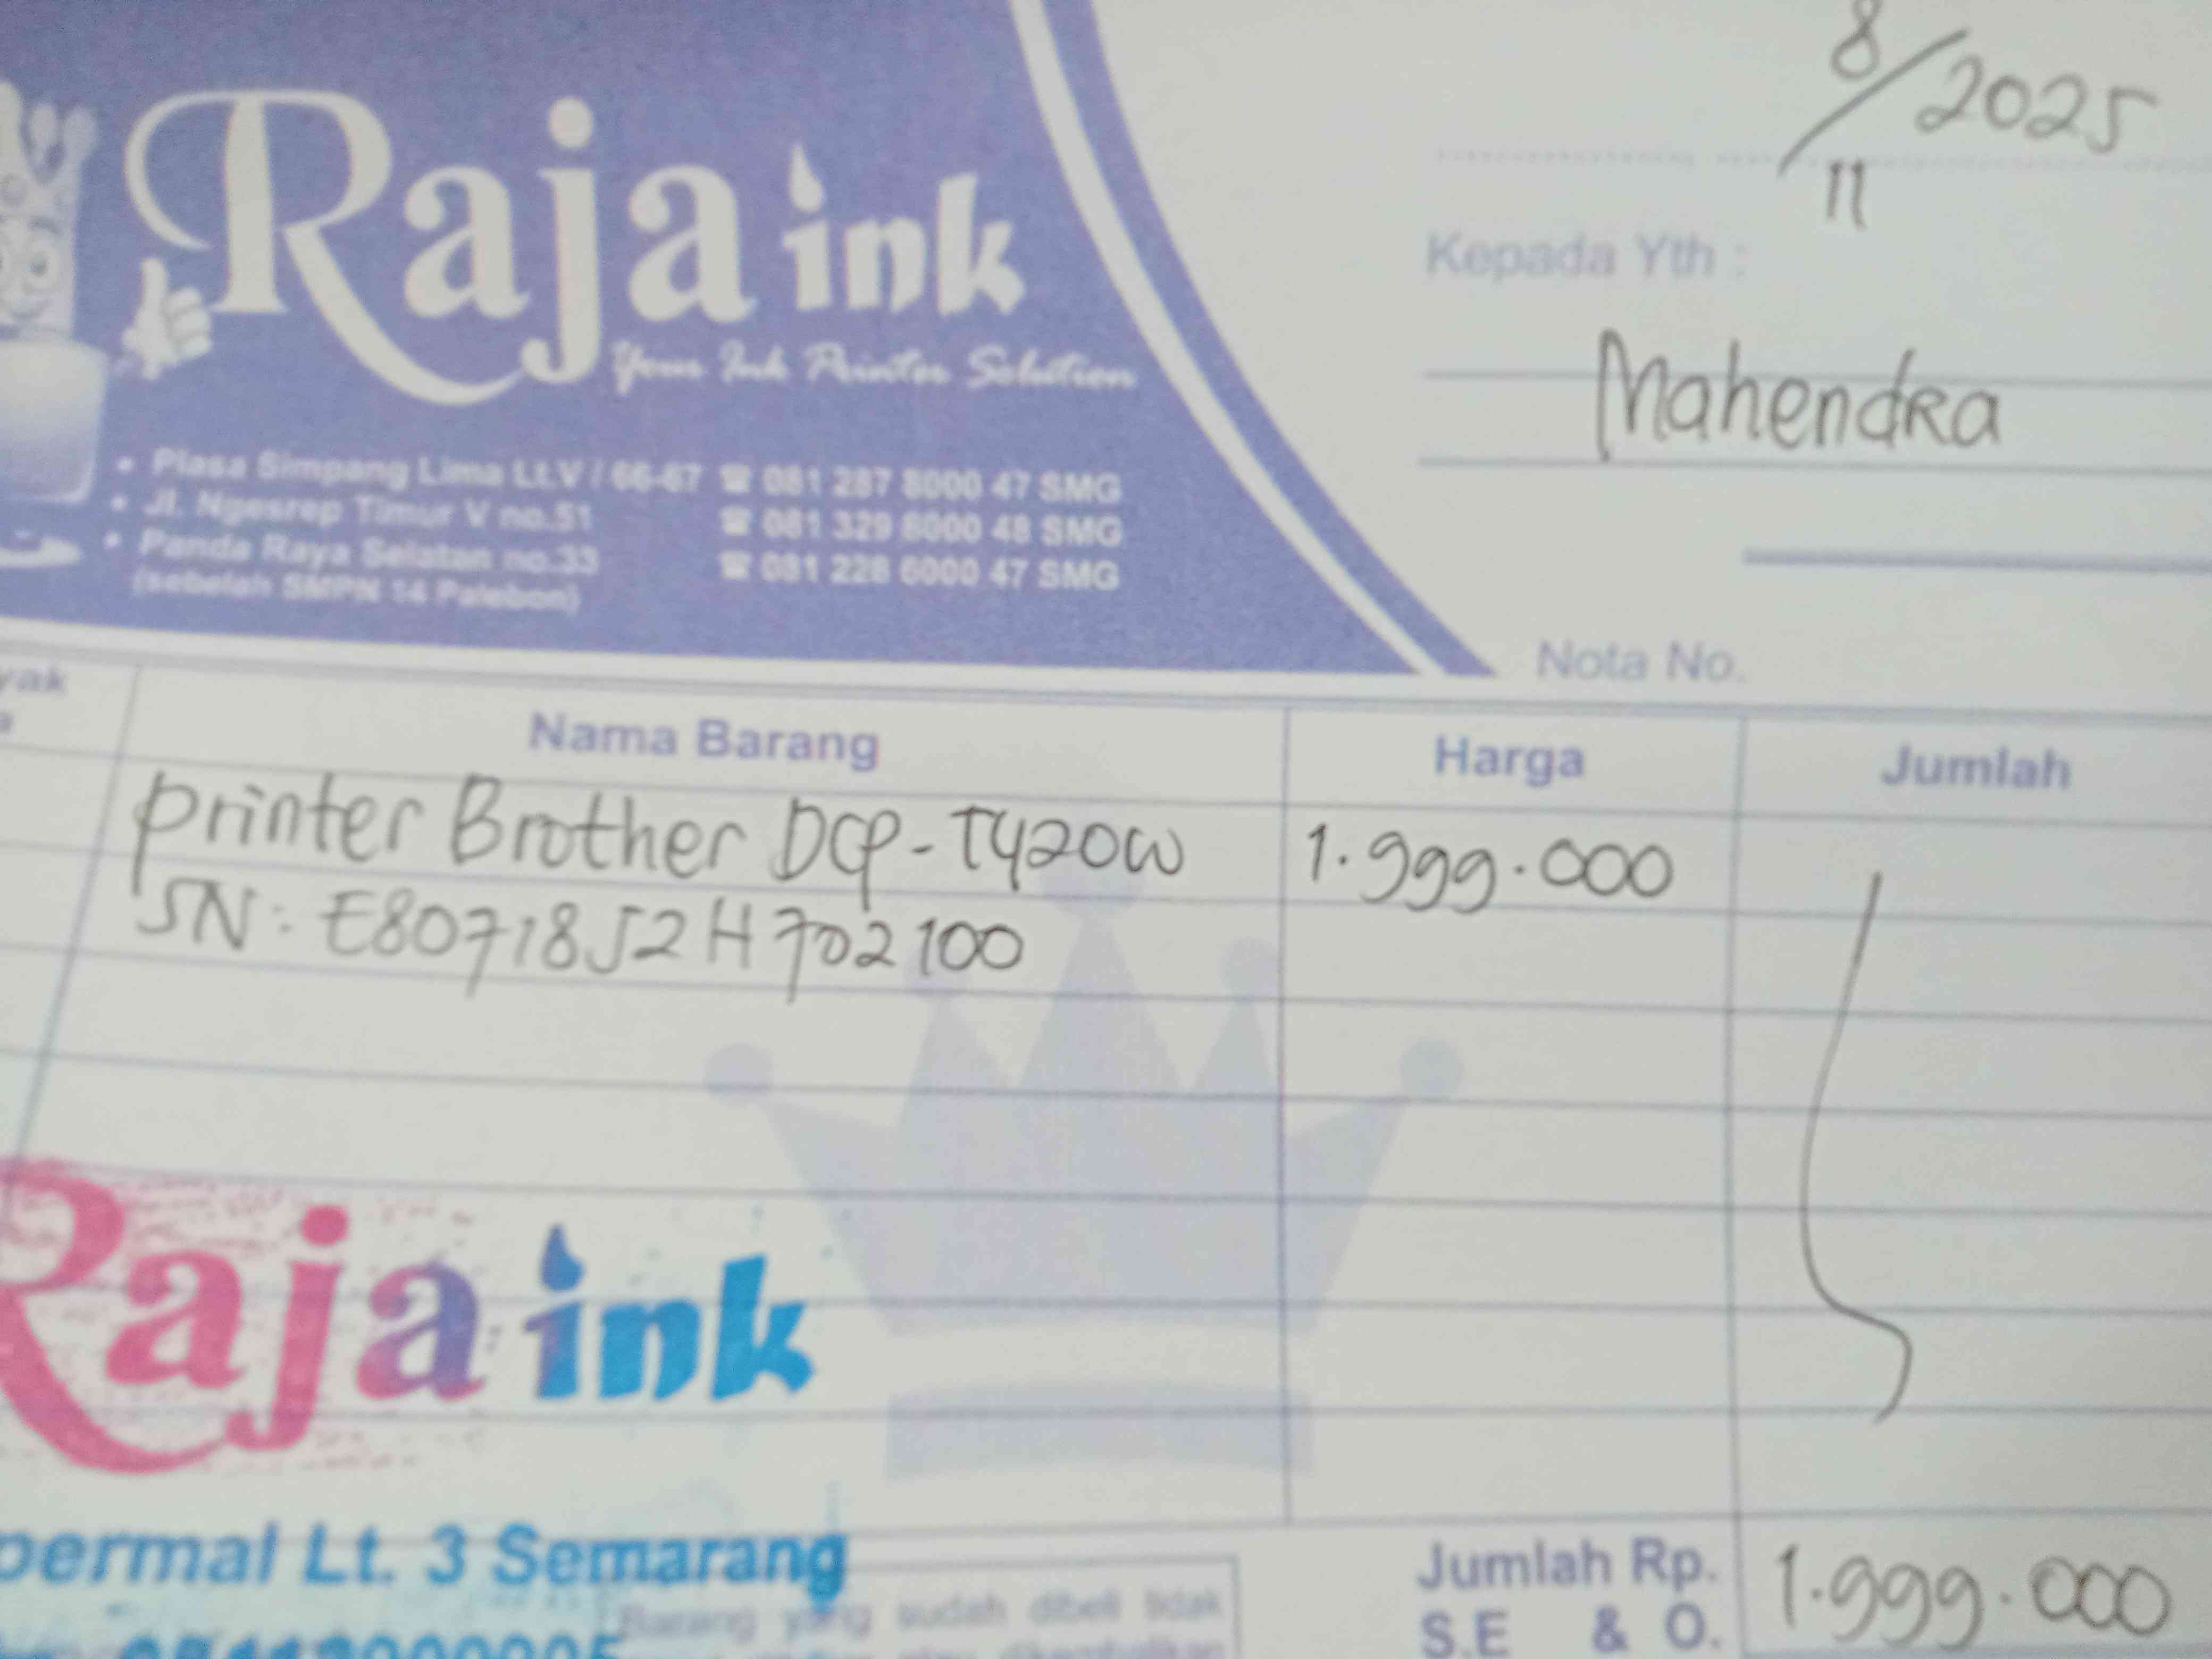 8/2025
11
Raja ink
Your Ink Printer Solution
Kepada Yth :
Mahendra
• Plasa Simpang Lima Lt.V / 66-67 ☎ 081 287 8000 47 SMG
• Jl. Ngesrep Timur V no.51 ☎ 081 329 6000 48 SMG
• Panda Raya Selatan no.33 ☎ 081 228 6000 47 SMG
(sebelah SMPN 14 Palebon)
Nota No.
yak
a
Nama Barang Harga Jumlah
printer Brother DCP-T420W 1.999.000
SN: E80718J2H702100
Raja ink
permal Lt. 3 Semarang
Jumlah Rp. 1.999.000
S.E & O.
Barang yang sudah dibeli tidak